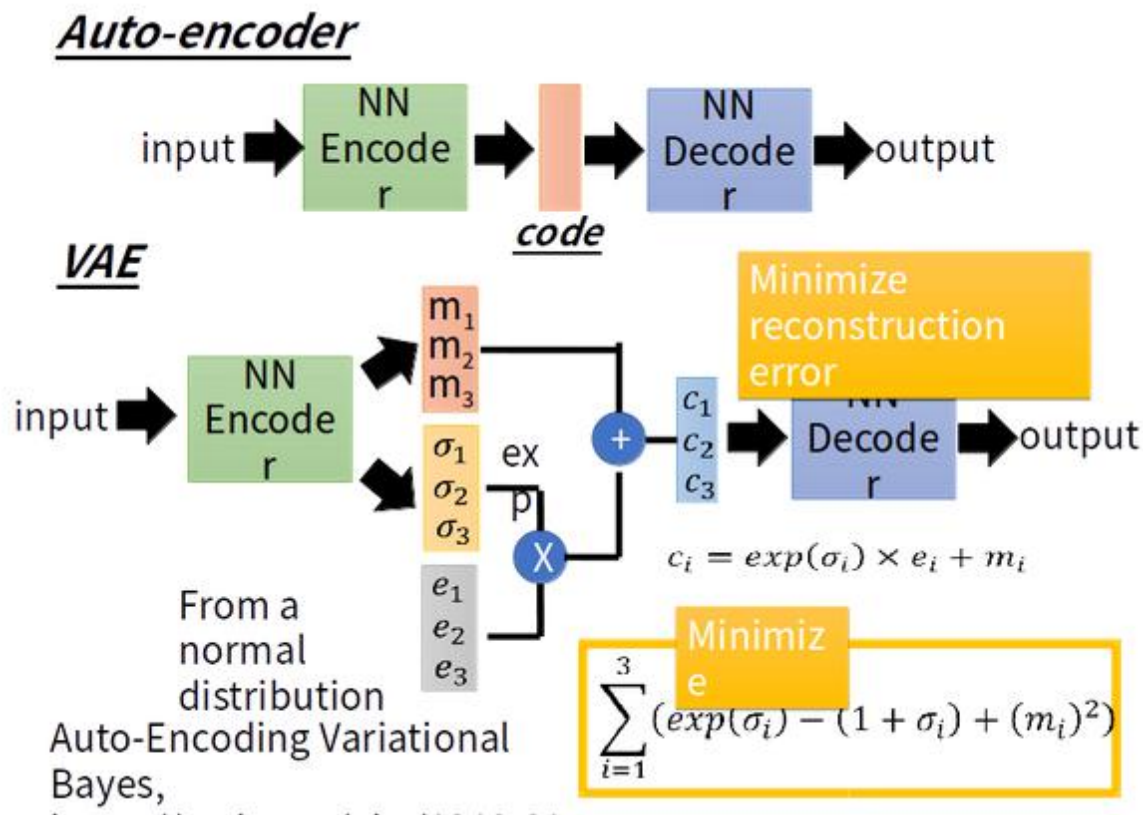 Auto-encoder
input
NN
Encode
r
code
NN
Decode
r
output
VAE
input
NN
Encode
r
m₁
m₂
m₃
σ₁
σ₂
σ₃
ex
p
e₁
e₂
e₃
From a
normal
distribution
X
+
c₁
c₂
c₃
Minimize
reconstruction
error
NN
Decode
r
output
cᵢ = exp(σᵢ) × eᵢ + mᵢ
Minimiz
e
3
∑(exp(σᵢ) − (1 + σᵢ) + (mᵢ)²)
i=1
Auto-Encoding Variational
Bayes,